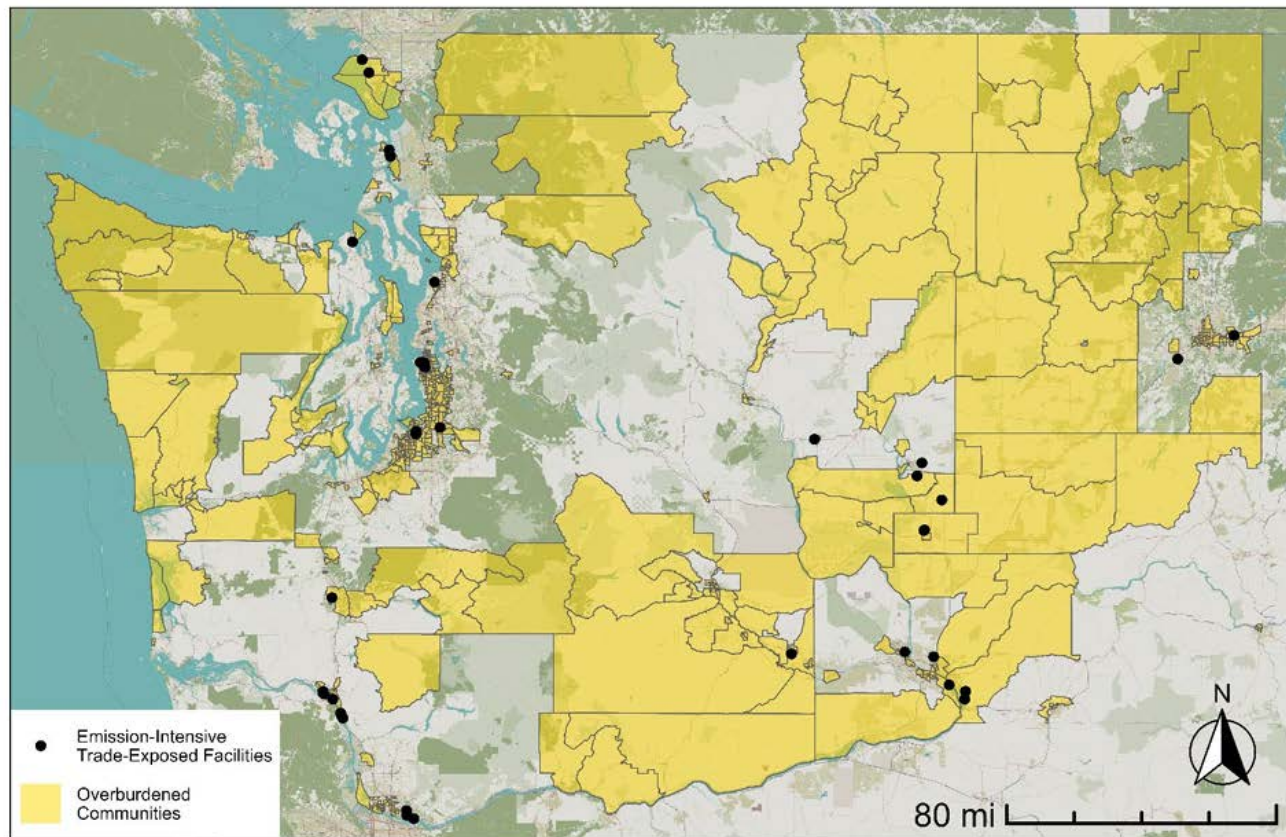 N
Emission-Intensive
Trade-Exposed Facilities
Overburdened
Communities
80 mi